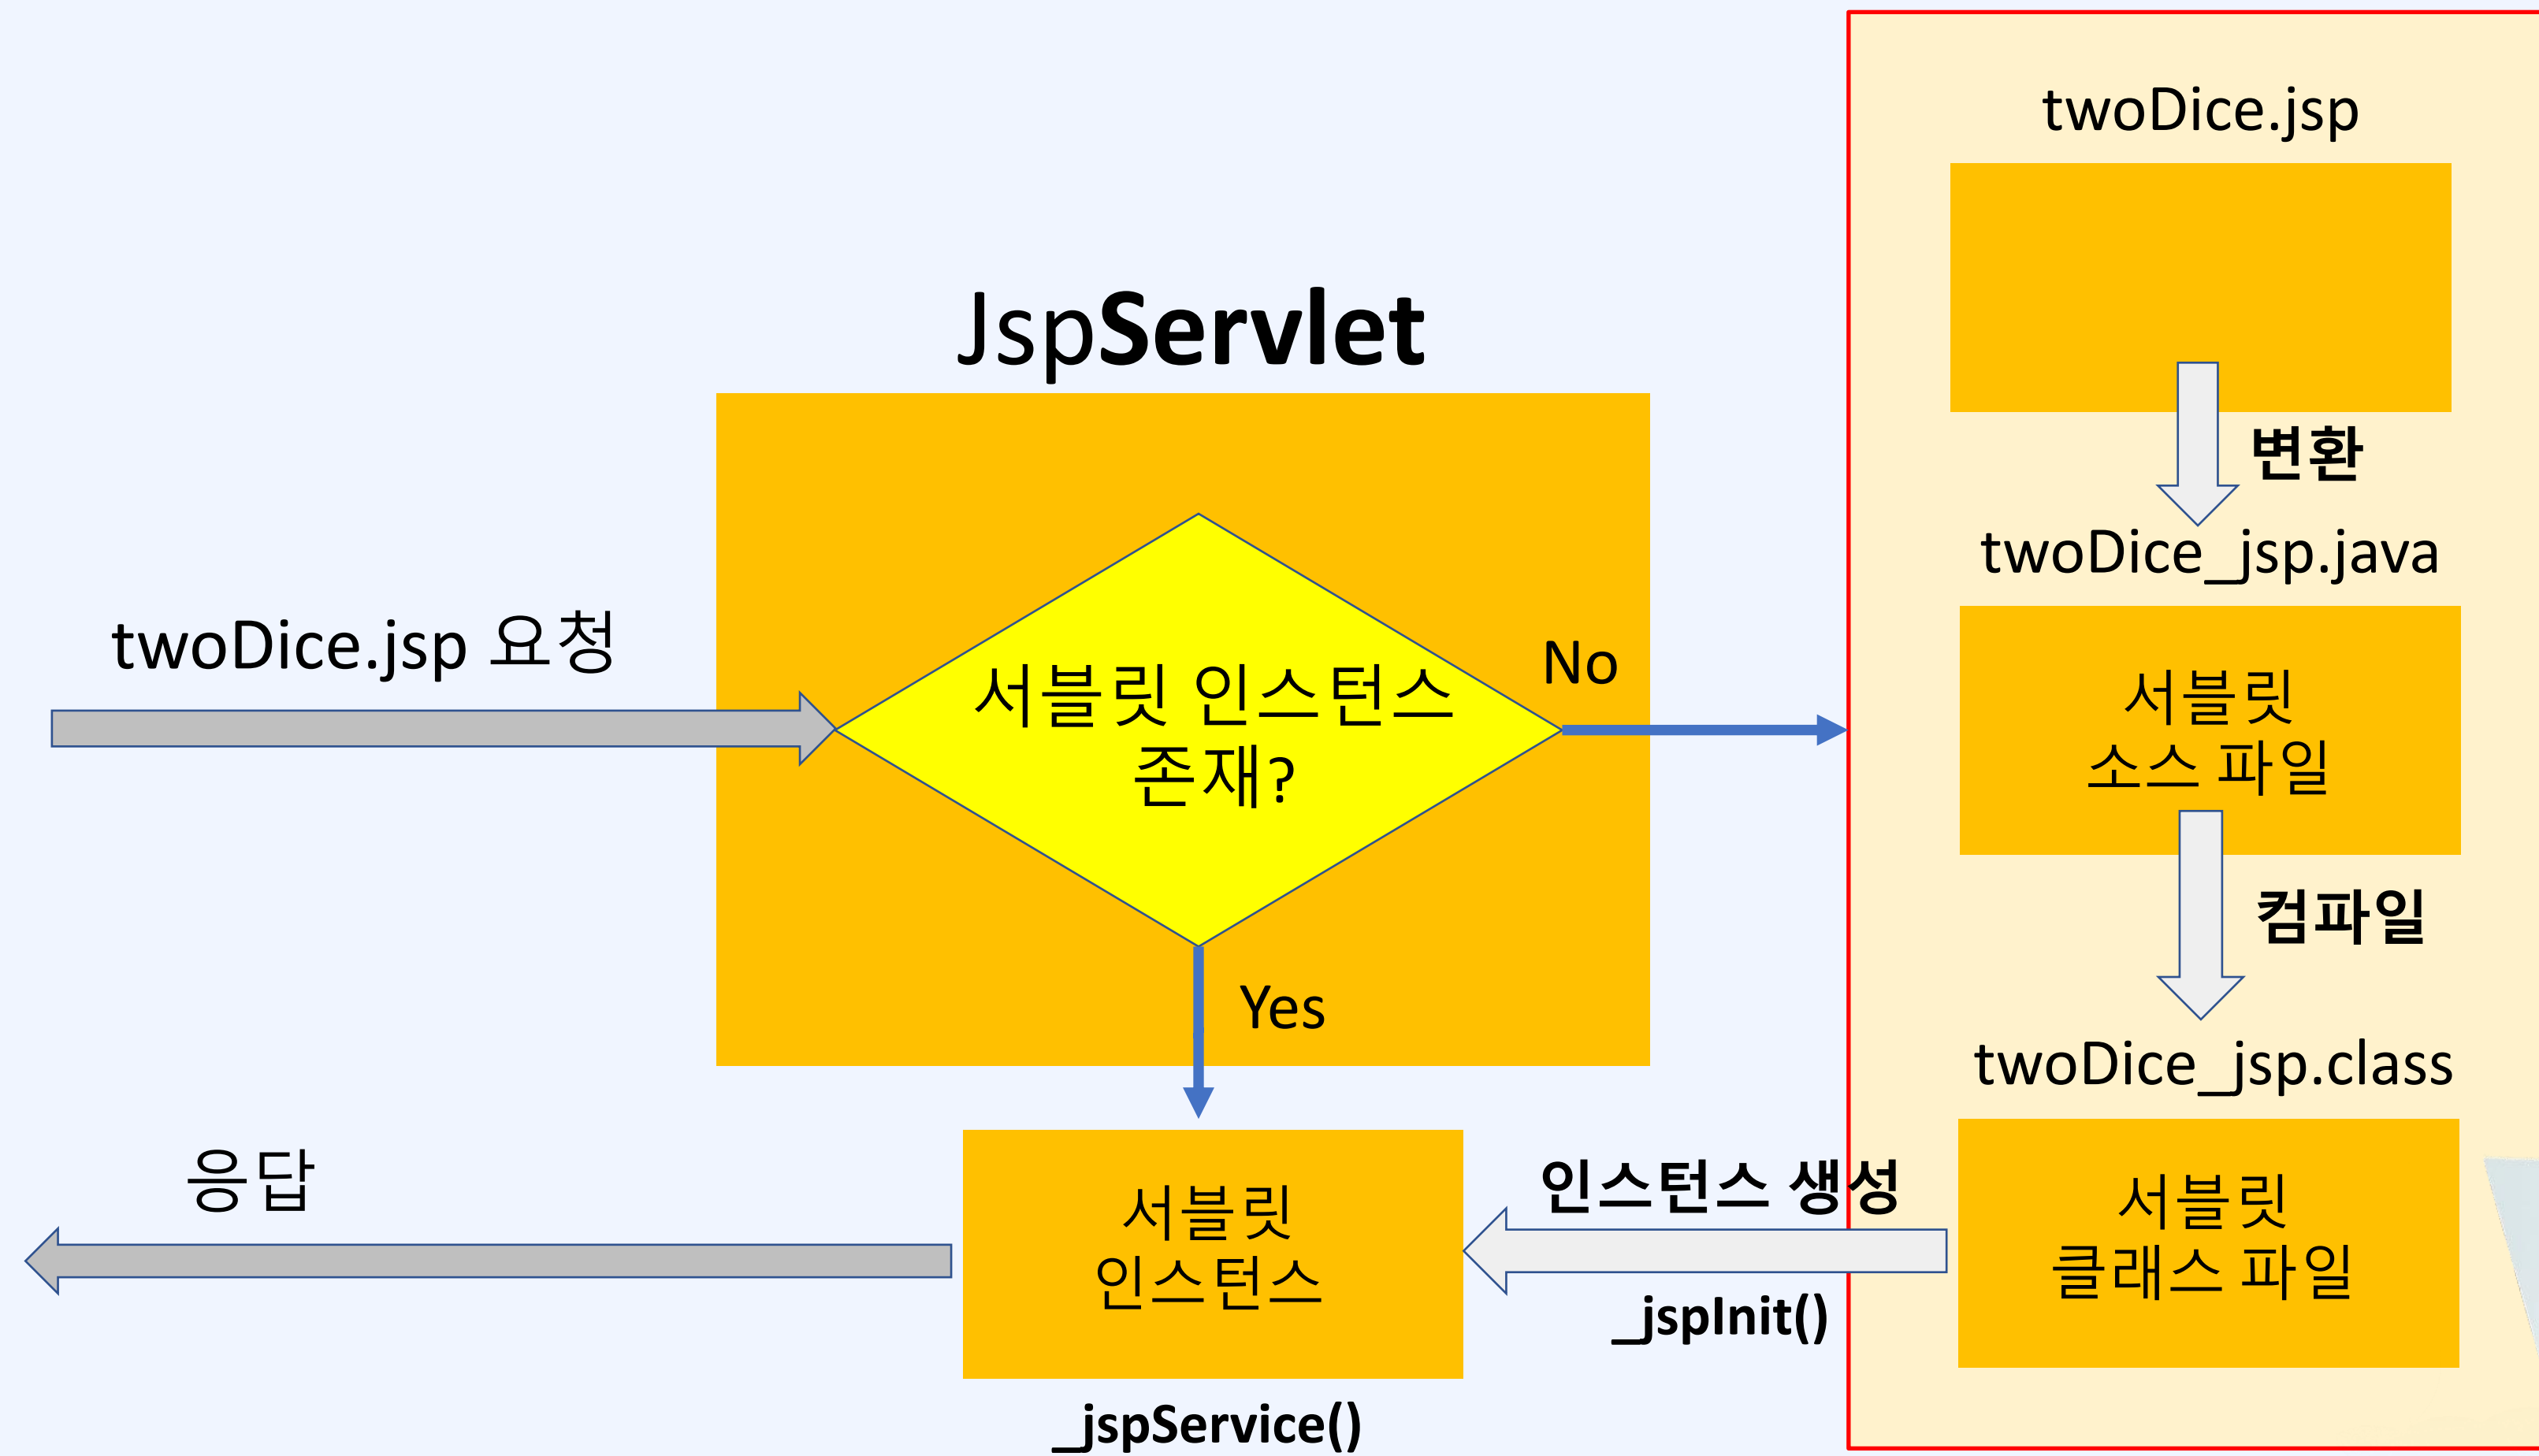 twoDice.jsp
변환
JspServlet
twoDice_jsp.java
twoDice.jsp 요청
서블릿 인스턴스
존재?
No
서블릿
소스 파일
컴파일
Yes
twoDice_jsp.class
응답
서블릿
인스턴스
인스턴스 생성
_jspInit()
서블릿
클래스 파일
_jspService()